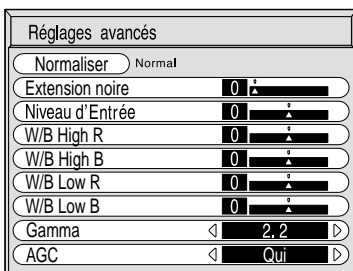 Réglages avancés
Normaliser Normal
Extension noire 0
Niveau d'Entrée 0
W/B High R 0
W/B High B 0
W/B Low R 0
W/B Low B 0
Gamma 2.2
AGC Qui